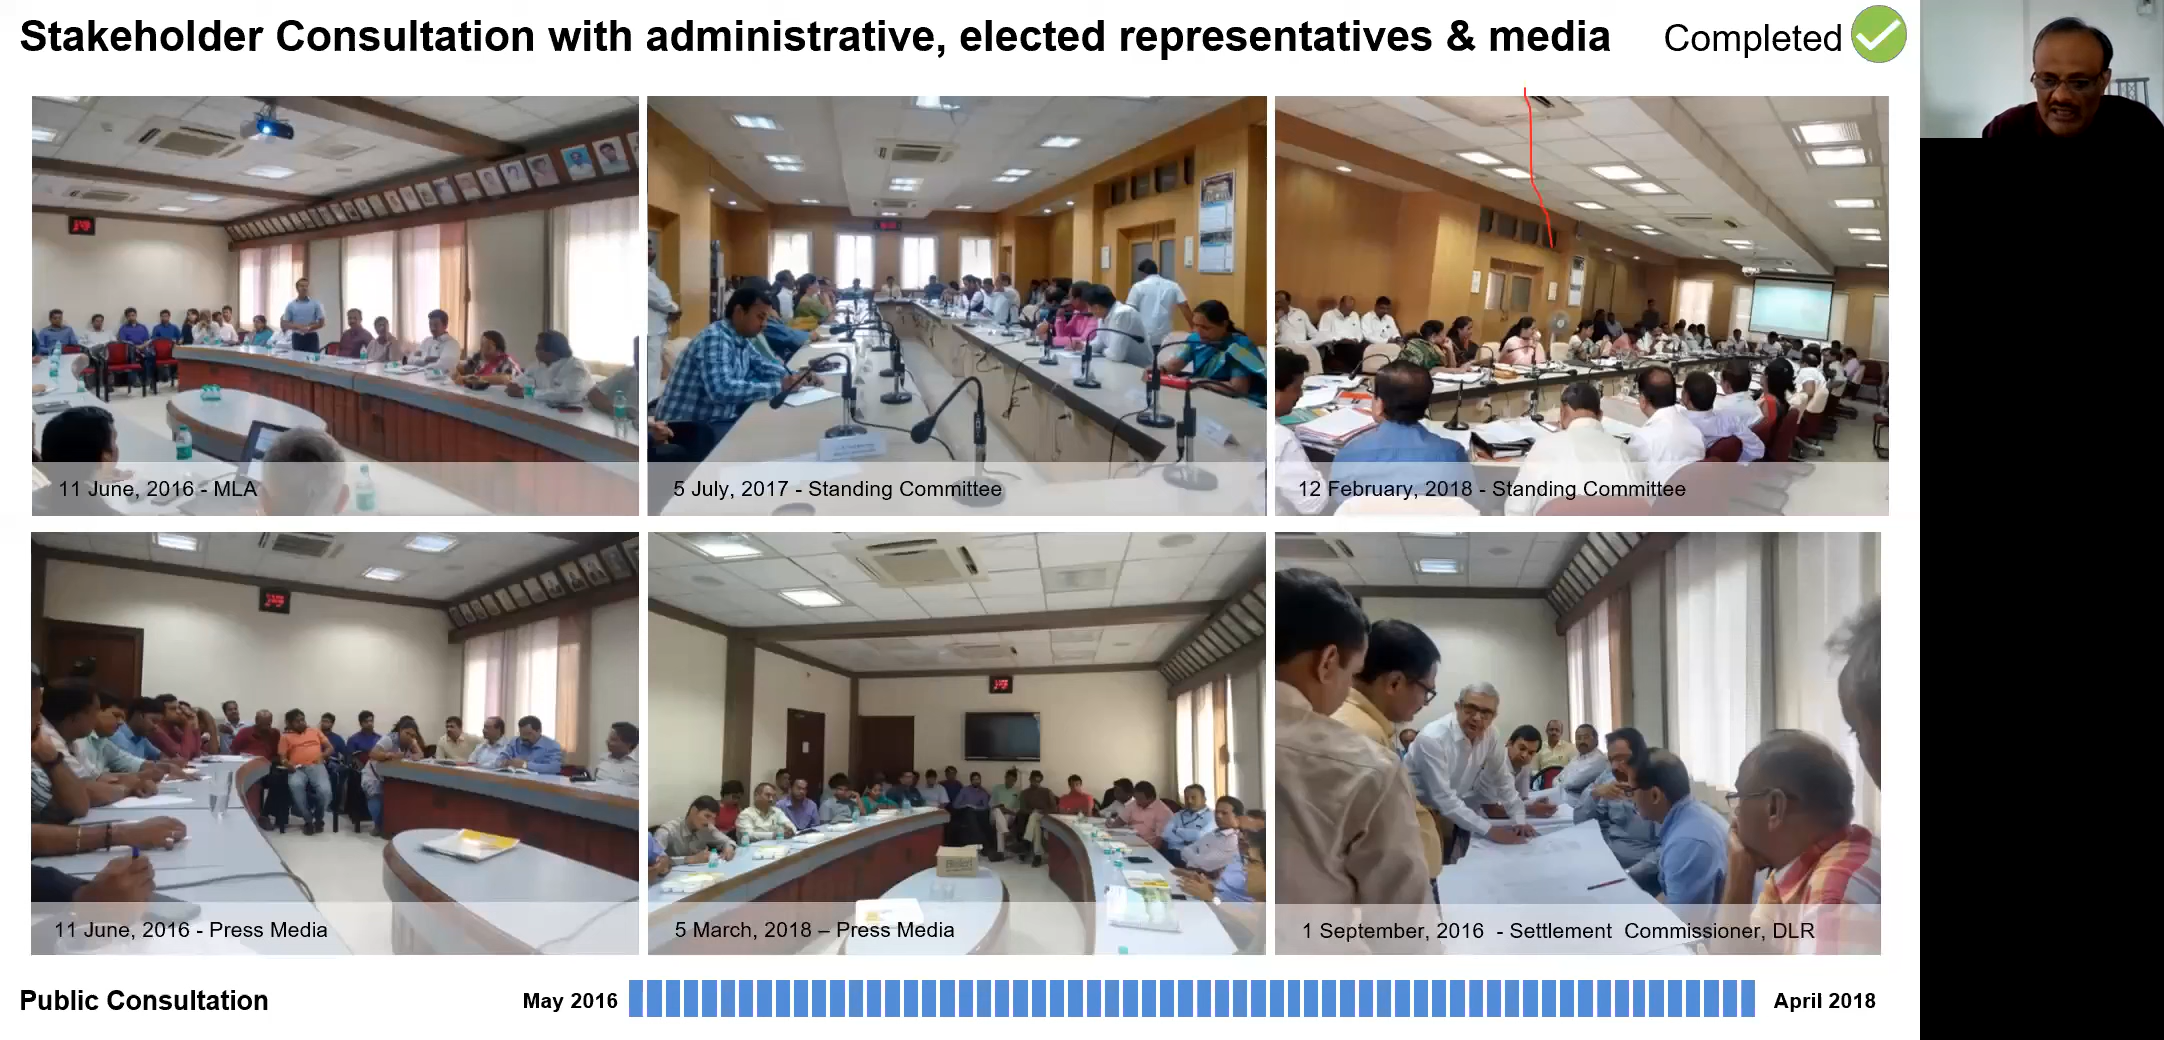 Stakeholder Consultation with administrative, elected representatives & media
Completed
11 June, 2016 - MLA
5 July, 2017 - Standing Committee
12 February, 2018 - Standing Committee
11 June, 2016 - Press Media
5 March, 2018 – Press Media
1 September, 2016 - Settlement Commissioner, DLR
Public Consultation
May 2016
April 2018